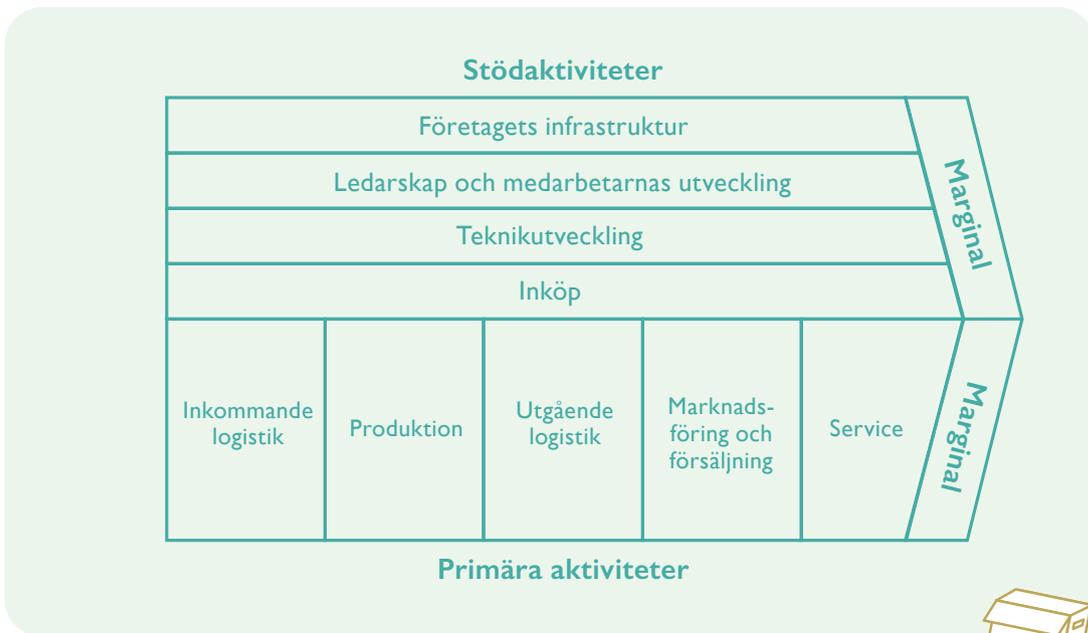 Stödaktiviteter
Företagets infrastruktur
Ledarskap och medarbetarnas utveckling
Teknikutveckling
Inköp
Marginal
Inkommande
logistik
Produktion
Utgående
logistik
Marknads-
föring och
försäljning
Service
Marginal
Primära aktiviteter